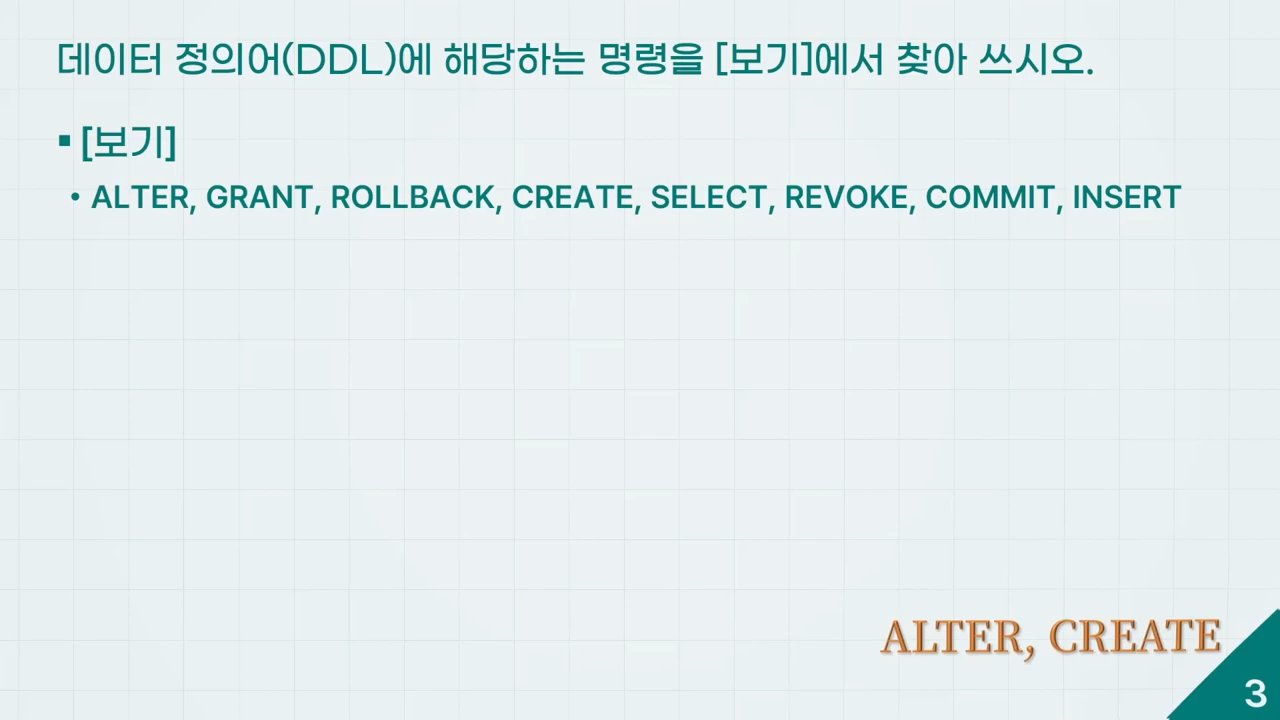 데이터 정의어(DDL)에 해당하는 명령을 [보기]에서 찾아 쓰시오.
▪ [보기]
• ALTER, GRANT, ROLLBACK, CREATE, SELECT, REVOKE, COMMIT, INSERT
ALTER, CREATE
3